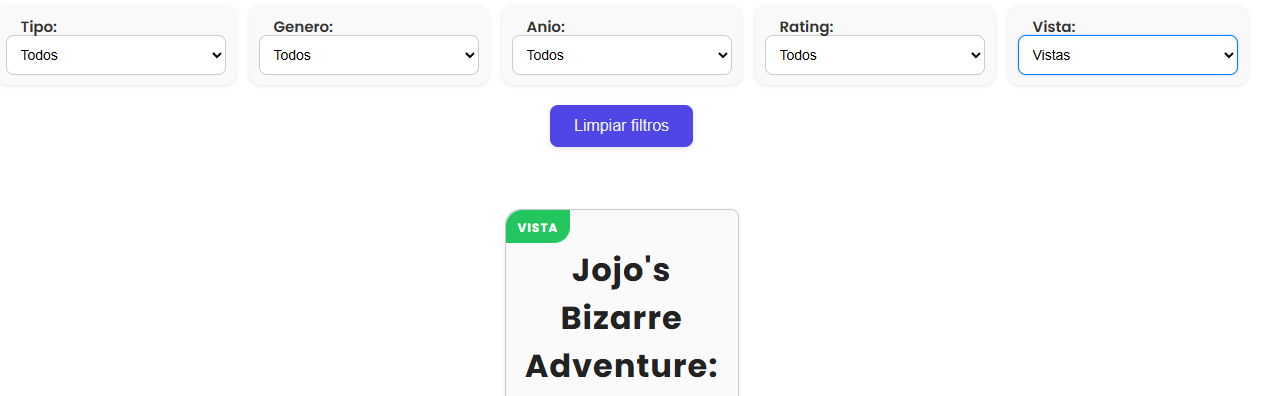 Tipo: Genero: Anio: Rating: Vista:
Todos Todos Todos Todos Vistas
Limpiar filtros
VISTA
Jojo's
Bizarre
Adventure: